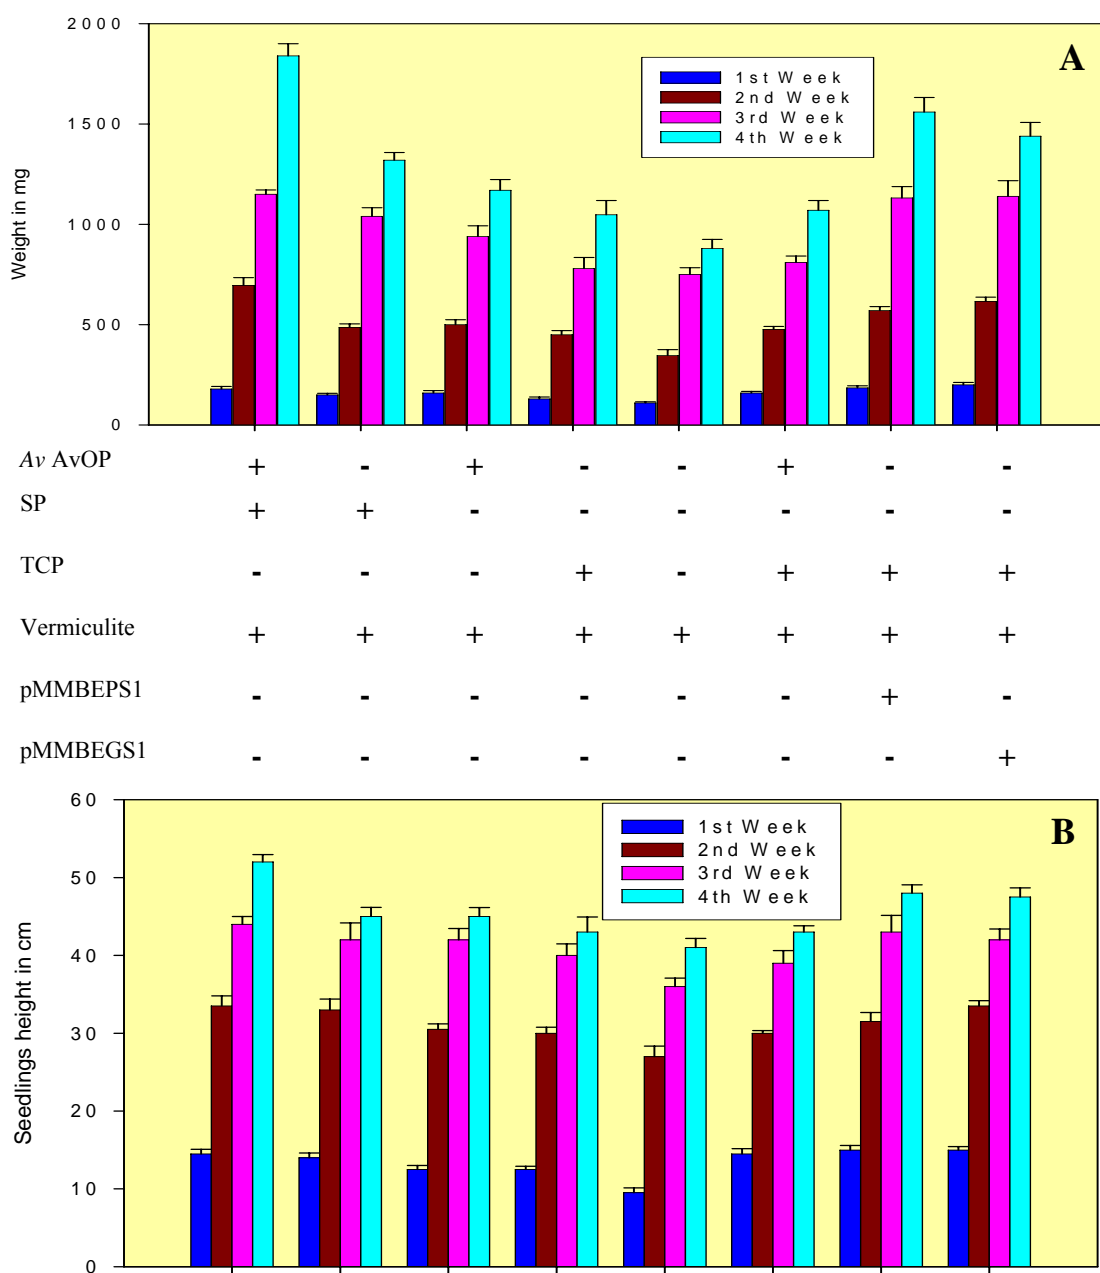 2000
A
1st Week
2nd Week
3rd Week
4th Week
1500
1000
500
0
Weight in mg
Av AvOP + - + - - + - -
SP + + - - - - - -
TCP - - - + - + + +
Vermiculite + + + + + + + +
pMMBEPS1 - - - - - - + -
pMMBEGS1 - - - - - - - +
60
B
1st Week
2nd Week
3rd Week
4th Week
50
40
30
20
10
0
Seedlings height in cm